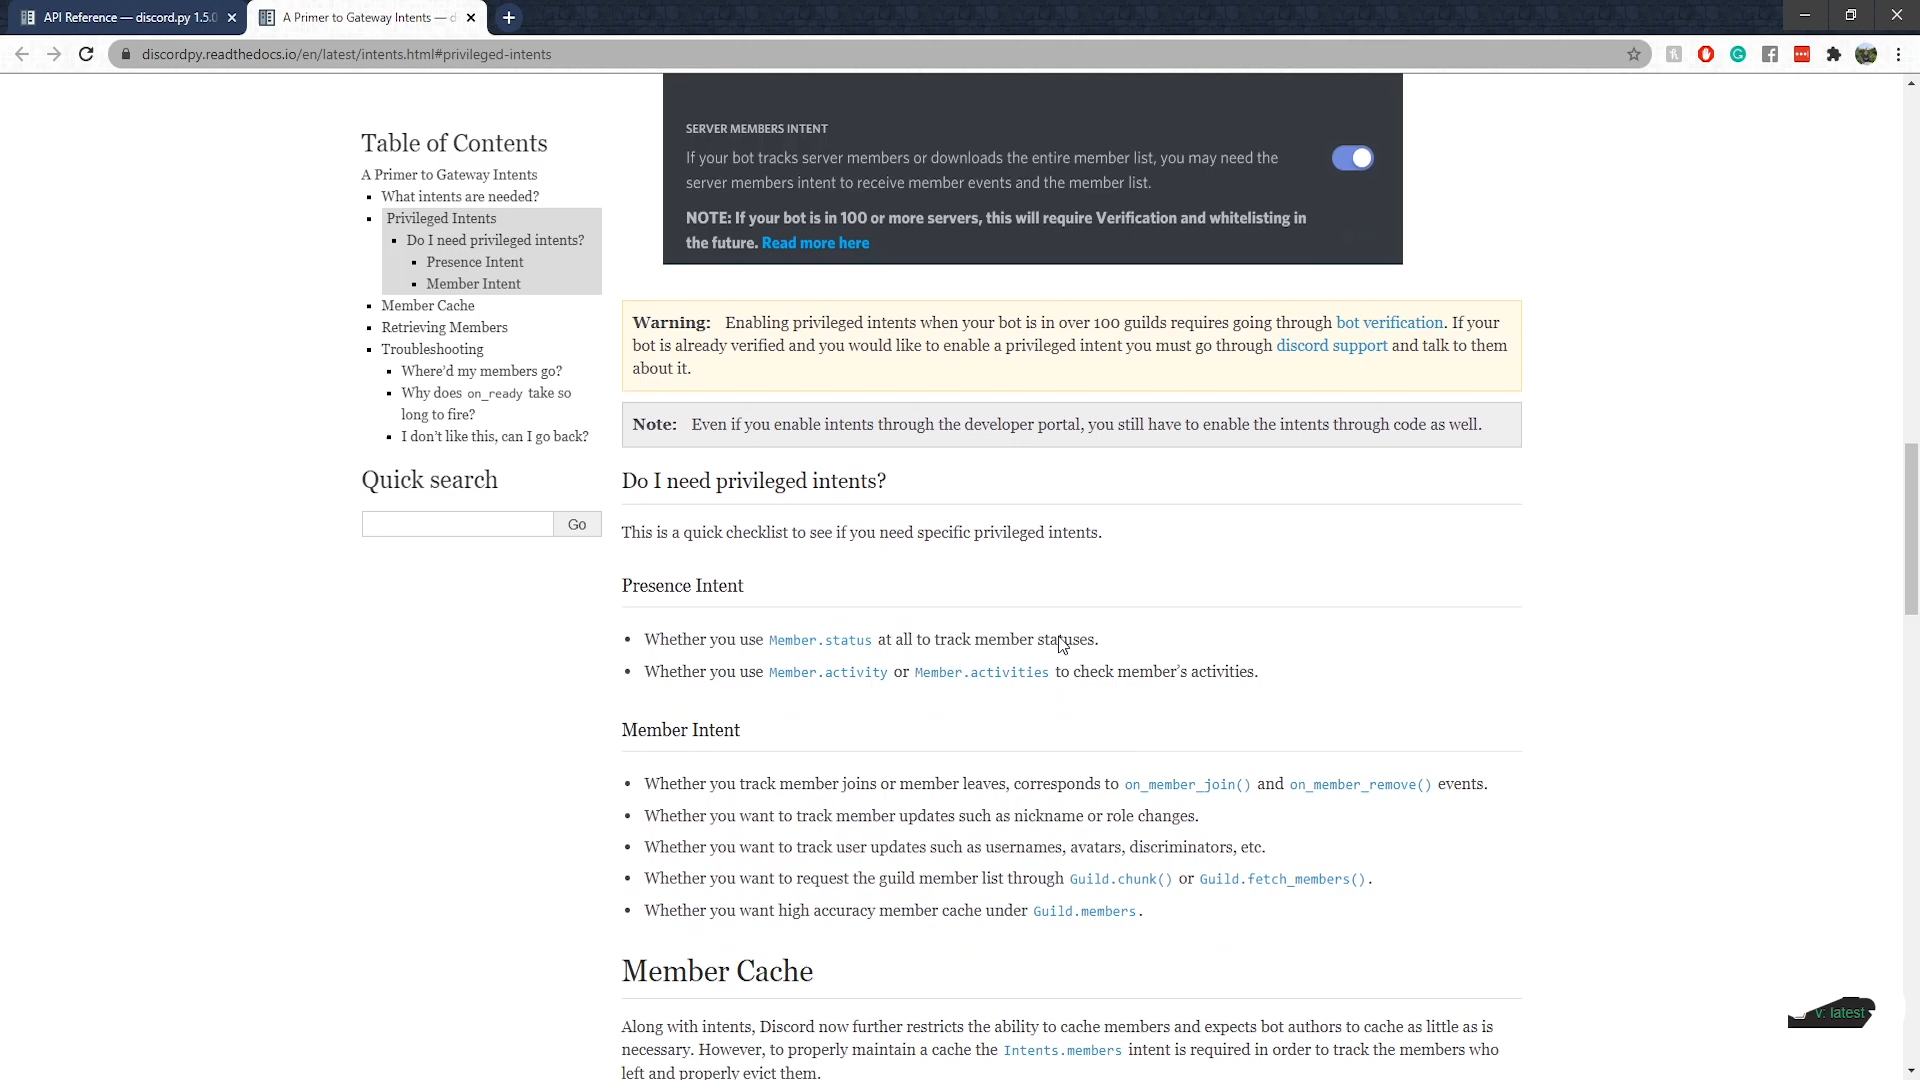 API Reference — discord.py 1.5.0
A Primer to Gateway Intents — d
discordpy.readthedocs.io/en/latest/intents.html#privileged-intents
SERVER MEMBERS INTENT
If your bot tracks server members or downloads the entire member list, you may need the
server members intent to receive member events and the member list.
NOTE: If your bot is in 100 or more servers, this will require Verification and whitelisting in
the future. Read more here
Table of Contents
A Primer to Gateway Intents
What intents are needed?
Privileged Intents
Do I need privileged intents?
Presence Intent
Member Intent
Member Cache
Retrieving Members
Troubleshooting
Where'd my members go?
Why does on_ready take so
long to fire?
I don't like this, can I go back?
Quick search
Go
Warning: Enabling privileged intents when your bot is in over 100 guilds requires going through bot verification. If your
bot is already verified and you would like to enable a privileged intent you must go through discord support and talk to them
about it.
Note: Even if you enable intents through the developer portal, you still have to enable the intents through code as well.
Do I need privileged intents?
This is a quick checklist to see if you need specific privileged intents.
Presence Intent
Whether you use Member.status at all to track member statuses.
Whether you use Member.activity or Member.activities to check member's activities.
Member Intent
Whether you track member joins or member leaves, corresponds to on_member_join() and on_member_remove() events.
Whether you want to track member updates such as nickname or role changes.
Whether you want to track user updates such as usernames, avatars, discriminators, etc.
Whether you want to request the guild member list through Guild.chunk() or Guild.fetch_members().
Whether you want high accuracy member cache under Guild.members.
Member Cache
Along with intents, Discord now further restricts the ability to cache members and expects bot authors to cache as little as is
necessary. However, to properly maintain a cache the Intents.members intent is required in order to track the members who
left and properly evict them.
v: latest